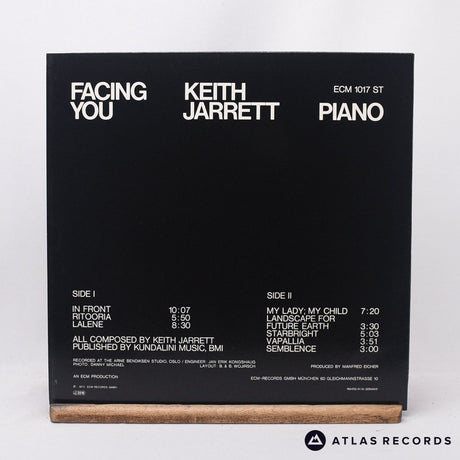 FACING YOU
KEITH JARRETT
ECM 1017 ST
PIANO
SIDE I
IN FRONT 10:07
RITOORIA 5:50
LALENE 8:30
ALL COMPOSED BY KEITH JARRETT
PUBLISHED BY KUNDALINI MUSIC, BMI
SIDE II
MY LADY; MY CHILD 7:20
LANDSCAPE FOR
FUTURE EARTH 3:30
STARBRIGHT 5:03
VAPALLIA 3:51
SEMBLENCE 3:00
RECORDED AT THE ARNE BENDIKSEN STUDIO, OSLO / ENGINEER: JAN ERIK KONGSHAUG
PHOTO: DANNY MICHAEL LAYOUT: B. & B. WOJIRSCH
PRODUCED BY MANFRED EICHER
AN ECM PRODUCTION
ECM-RECORDS GMBH MÜNCHEN 60 GLEICHMANNSTRASSE 10
ATLAS RECORDS